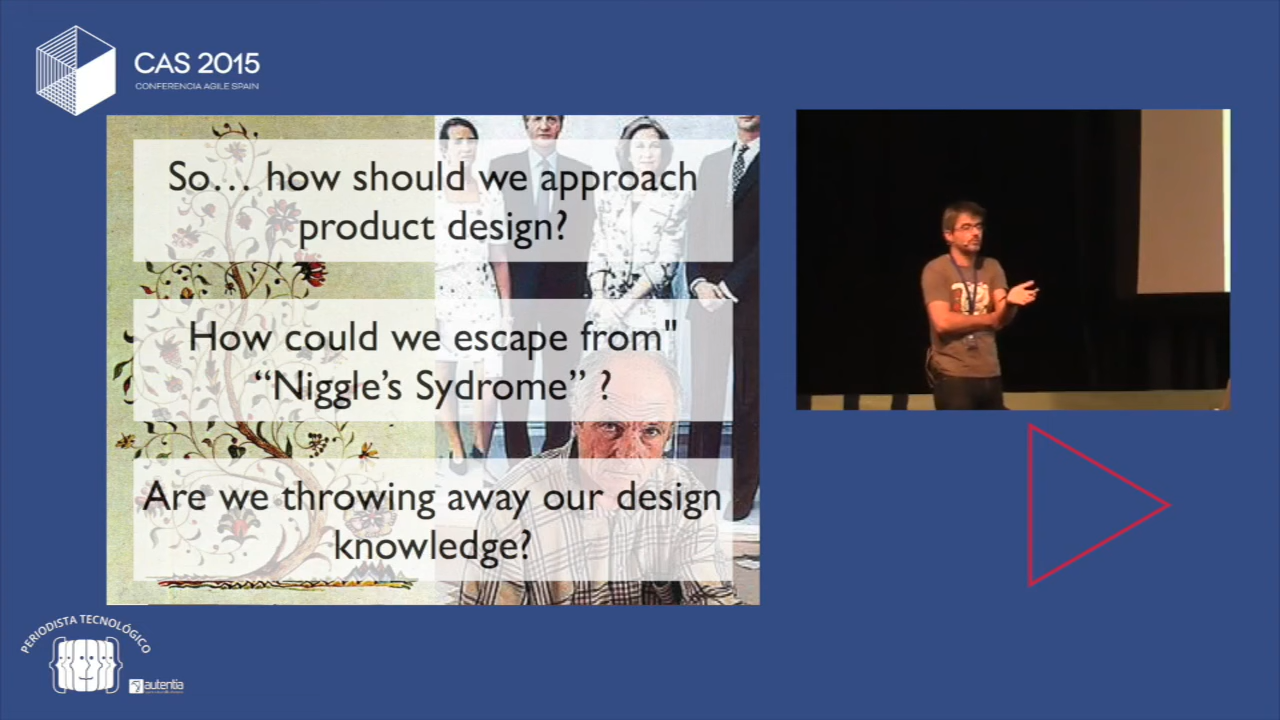 CAS 2015
CONFERENCIA AGILE SPAIN
So… how should we approach
product design?
How could we escape from"
“Niggle’s Sydrome” ?
Are we throwing away our design
knowledge?
PERIODISTA TECNOLÓGICO
autentia